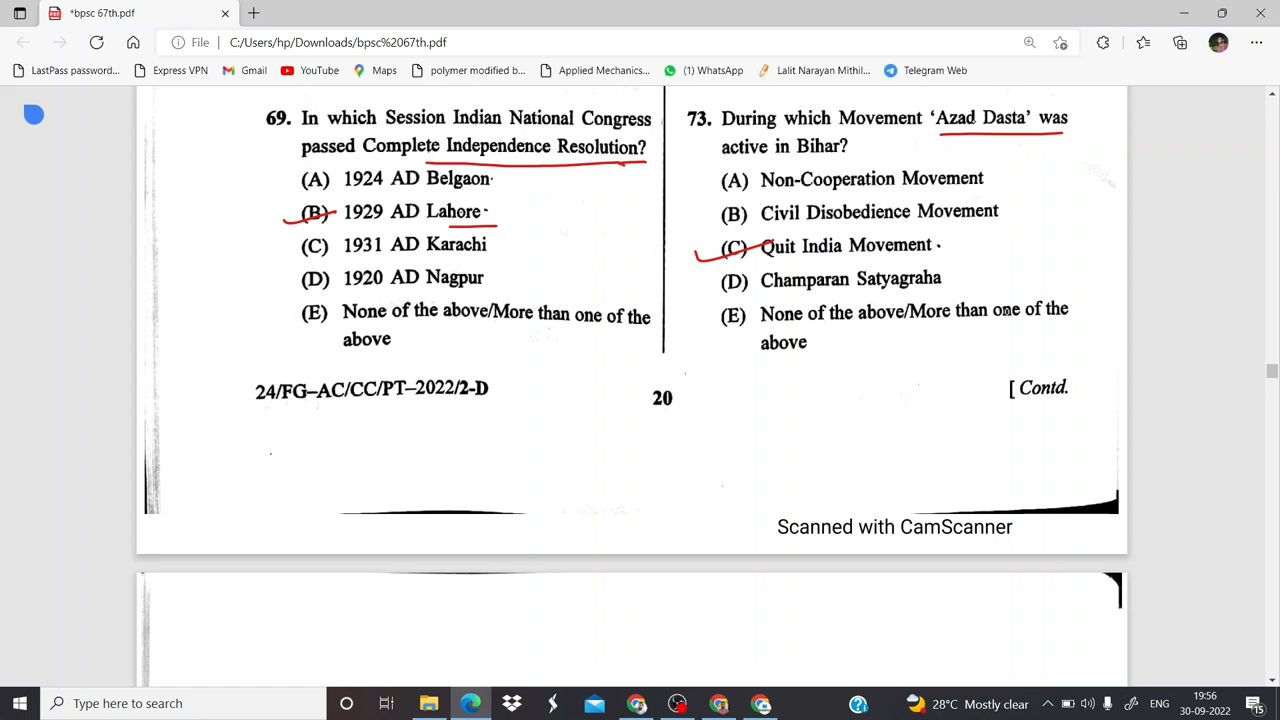 *bpsc 67th.pdf
File
C:/Users/hp/Downloads/bpsc%2067th.pdf
LastPass password...
Express VPN
Gmail
YouTube
Maps
polymer modified b...
Applied Mechanics...
(1) WhatsApp
Lalit Narayan Mithil...
Telegram Web
69. In which Session Indian National Congress
passed Complete Independence Resolution?
(A) 1924 AD Belgaon
(B) 1929 AD Lahore
(C) 1931 AD Karachi
(D) 1920 AD Nagpur
(E) None of the above/More than one of the
above
73. During which Movement ‘Azad Dasta’ was
active in Bihar?
(A) Non-Cooperation Movement
(B) Civil Disobedience Movement
(C) Quit India Movement
(D) Champaran Satyagraha
(E) None of the above/More than one of the
above
24/FG–AC/CC/PT–2022/2-D
20
[ Contd.
Scanned with CamScanner
Type here to search
28°C Mostly clear
ENG
19:56
30-09-2022
15